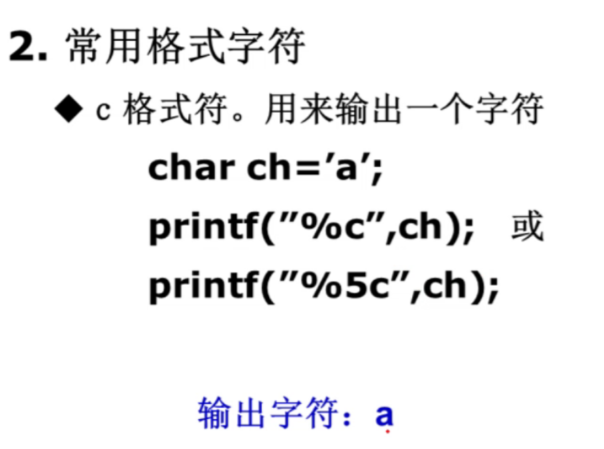 2. 常用格式字符
◆ c 格式符。用来输出一个字符
char ch=’a’;
printf(”%c”,ch); 或
printf(”%5c”,ch);
输出字符：a